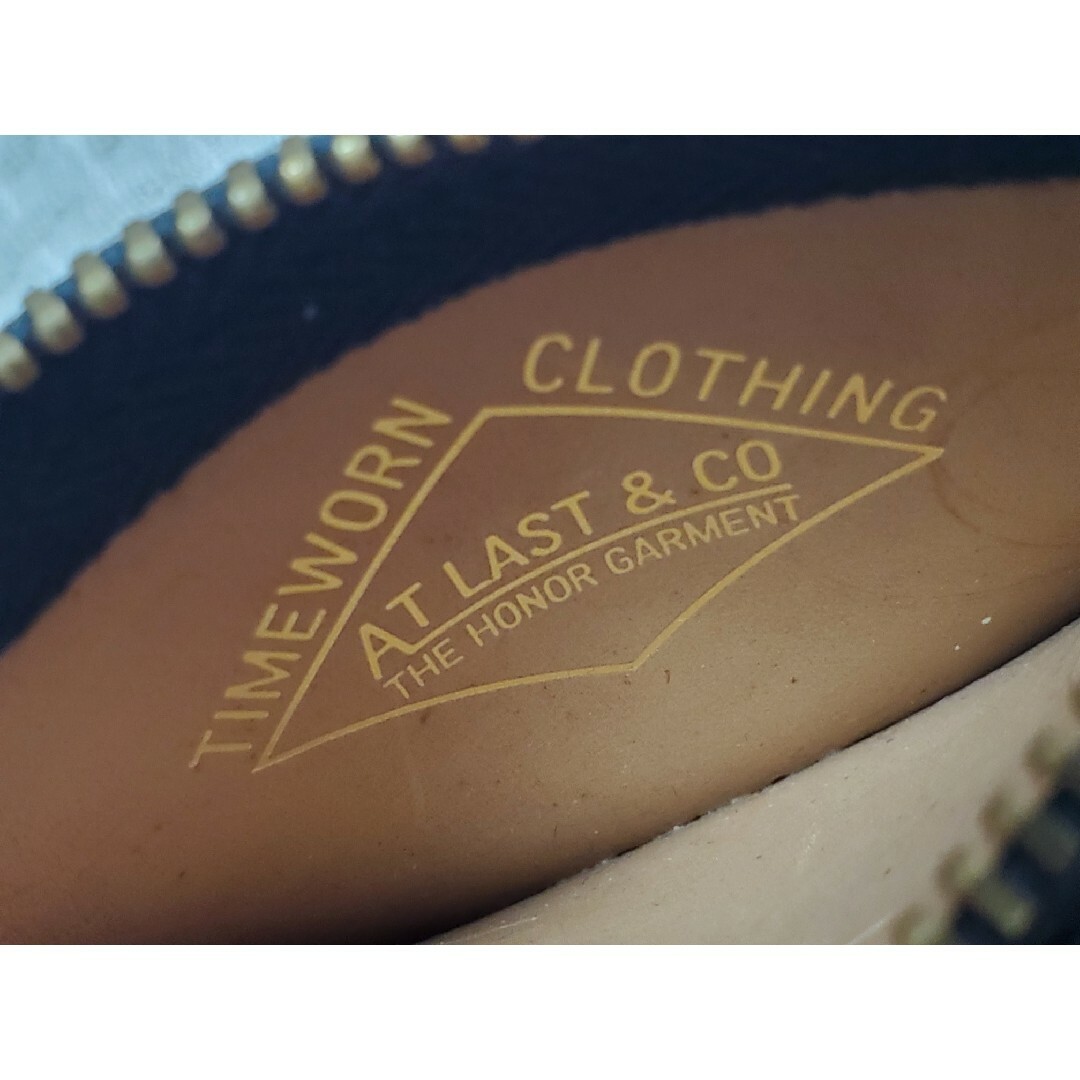 TIMEWORN CLOTHING
AT LAST & CO
THE HONOR GARMENT